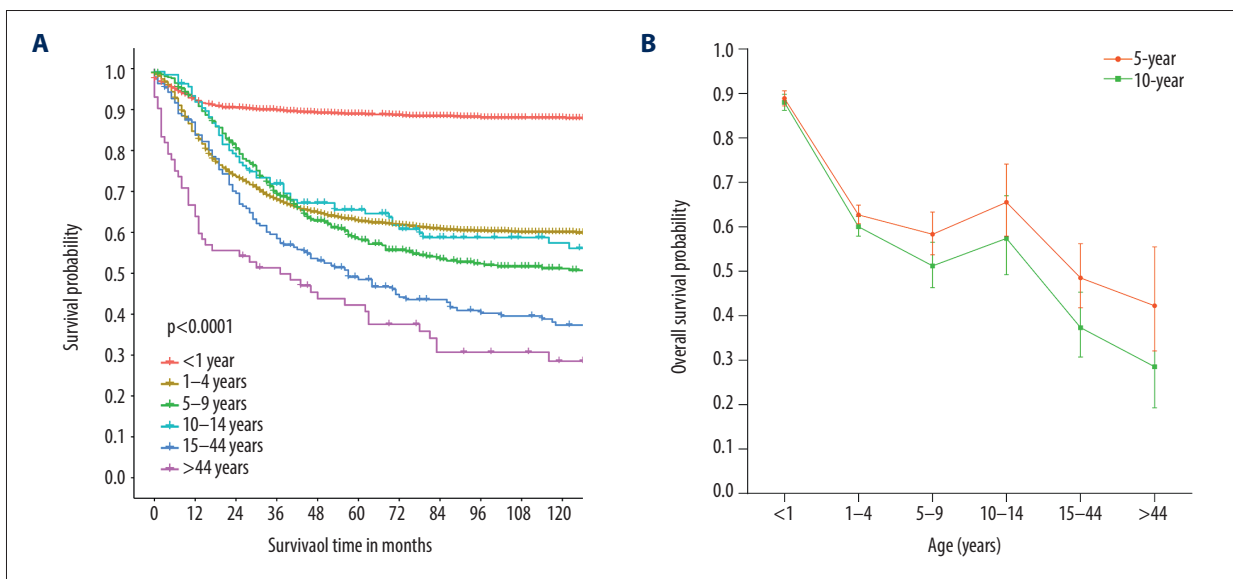 A
1.0
0.9
0.8
0.7
0.6
0.5
0.4
0.3
0.2
0.1
0.0
Survival probability
p<0.0001
<1 year
1–4 years
5–9 years
10–14 years
15–44 years
>44 years
0 12 24 36 48 60 72 84 96 108 120
Survivaol time in months
B
1.0
0.9
0.8
0.7
0.6
0.5
0.4
0.3
0.2
0.1
0.0
Overall survival probability
5-year
10-year
<1 1–4 5–9 10–14 15–44 >44
Age (years)